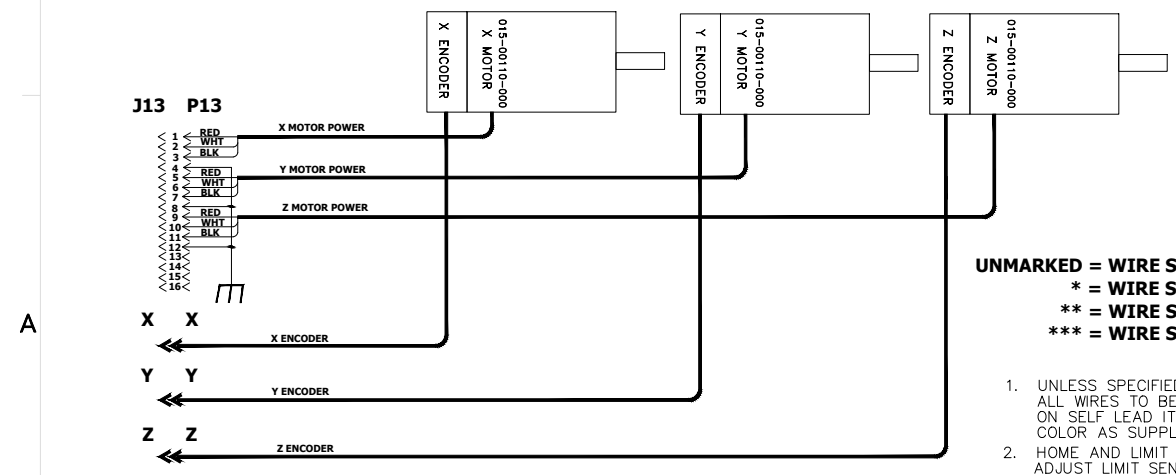 X ENCODER
015-00110-000
X MOTOR
Y ENCODER
015-00110-000
Y MOTOR
Z ENCODER
015-00110-000
Z MOTOR
J13 P13
1 RED
2 WHT
3 BLK
4
5 RED
6 WHT
7 BLK
8
9 RED
10 WHT
11 BLK
12
13
14
15
16
X MOTOR POWER
Y MOTOR POWER
Z MOTOR POWER
A
X X
X ENCODER
Y Y
Y ENCODER
Z Z
Z ENCODER
UNMARKED = WIRE S
* = WIRE S
** = WIRE S
*** = WIRE S
1. UNLESS SPECIFIED
ALL WIRES TO BE
ON SELF LEAD IT
COLOR AS SUPPL
2. HOME AND LIMIT
ADJUST LIMIT SEN